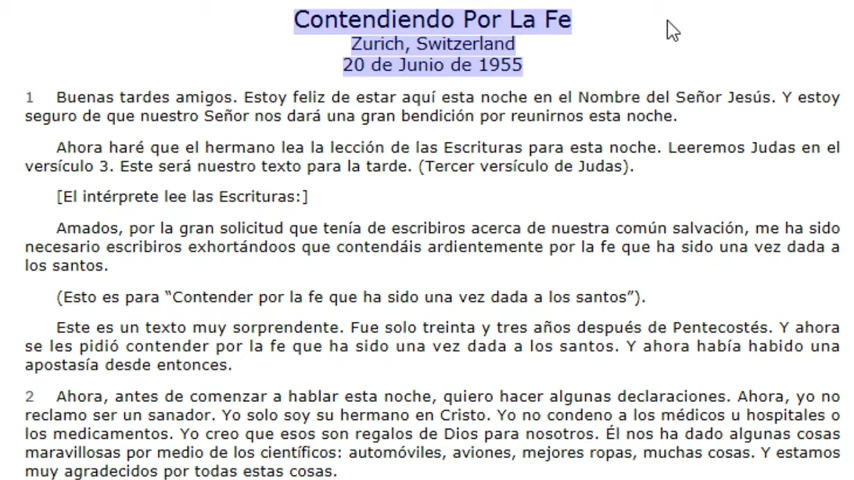 Contendiendo Por La Fe
Zurich, Switzerland
20 de Junio de 1955
1 Buenas tardes amigos. Estoy feliz de estar aquí esta noche en el Nombre del Señor Jesús. Y estoy
seguro de que nuestro Señor nos dará una gran bendición por reunirnos esta noche.
Ahora haré que el hermano lea la lección de las Escrituras para esta noche. Leeremos Judas en el
versículo 3. Este será nuestro texto para la tarde. (Tercer versículo de Judas).
[El intérprete lee las Escrituras:]
Amados, por la gran solicitud que tenía de escribiros acerca de nuestra común salvación, me ha sido
necesario escribiros exhortándoos que contendáis ardientemente por la fe que ha sido una vez dada a
los santos.
(Esto es para “Contender por la fe que ha sido una vez dada a los santos”).
Este es un texto muy sorprendente. Fue solo treinta y tres años después de Pentecostés. Y ahora
se les pidió contender por la fe que ha sido una vez dada a los santos. Y ahora había habido una
apostasía desde entonces.
2 Ahora, antes de comenzar a hablar esta noche, quiero hacer algunas declaraciones. Ahora, yo no
reclamo ser un sanador. Yo solo soy su hermano en Cristo. Yo no condeno a los médicos u hospitales o
los medicamentos. Yo creo que esos son regalos de Dios para nosotros. Él nos ha dado algunas cosas
maravillosas por medio de los científicos: automóviles, aviones, mejores ropas, muchas cosas. Y estamos
muy agradecidos por todas estas cosas.